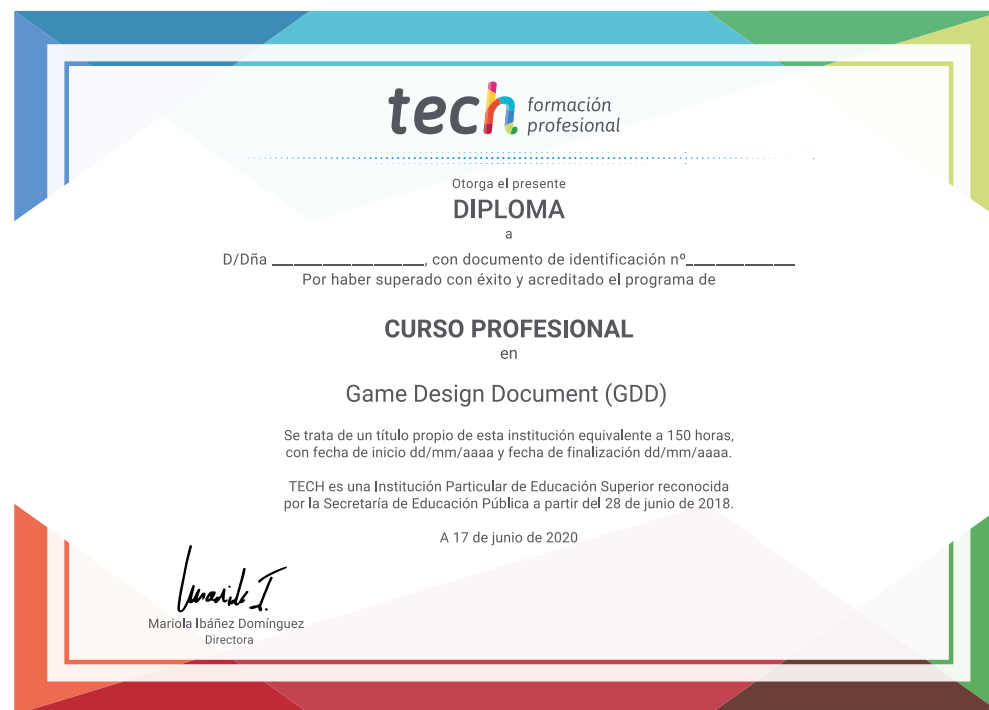 tech formación
profesional
Otorga el presente
DIPLOMA
a
D/Dña ____________________, con documento de identificación nº______________
Por haber superado con éxito y acreditado el programa de
CURSO PROFESIONAL
en
Game Design Document (GDD)
Se trata de un título propio de esta institución equivalente a 150 horas,
con fecha de inicio dd/mm/aaaa y fecha de finalización dd/mm/aaaa.
TECH es una Institución Particular de Educación Superior reconocida
por la Secretaría de Educación Pública a partir del 28 de junio de 2018.
A 17 de junio de 2020
Mariola Ibáñez Domínguez
Directora